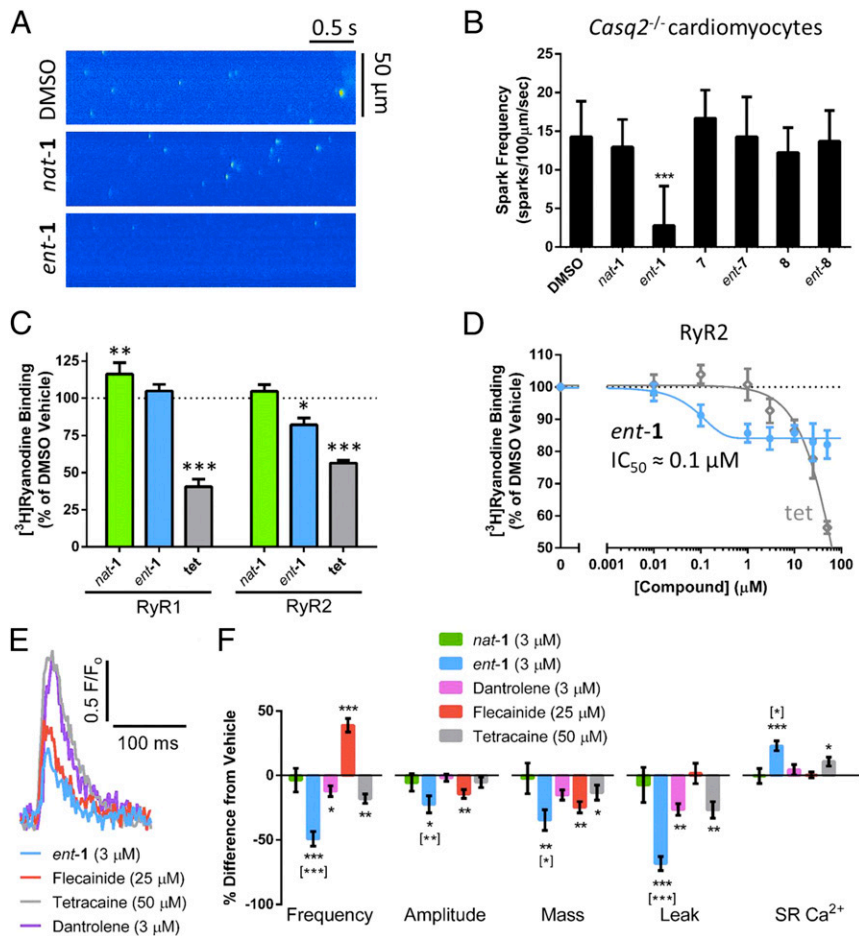 A
0.5 s
50 µm
DMSO
nat-1
ent-1
B
Casq2-/- cardiomyocytes
Spark Frequency
(sparks/100µm/sec)
25
20
15
10
5
0
***
DMSO
nat-1
ent-1
7
ent-7
8
ent-8
C
[³H]Ryanodine Binding
(% of DMSO Vehicle)
125
100
75
50
25
0
**
***
*
***
nat-1
ent-1
tet
nat-1
ent-1
tet
RyR1
RyR2
D
RyR2
[³H]Ryanodine Binding
(% of DMSO Vehicle)
110
100
90
80
70
60
50
ent-1
IC50 ≈ 0.1 µM
tet
0
0.001
0.01
0.1
1
10
100
[Compound] (µM)
E
0.5 F/Fo
100 ms
ent-1 (3 µM)
Flecainide (25 µM)
Tetracaine (50 µM)
Dantrolene (3 µM)
F
nat-1 (3 µM)
ent-1 (3 µM)
Dantrolene (3 µM)
Flecainide (25 µM)
Tetracaine (50 µM)
% Difference from Vehicle
50
0
-50
-100
***
***
[***]
*
**
*
[**]
**
**
[*]
**
*
***
[***]
**
**
[*]
***
*
Frequency
Amplitude
Mass
Leak
SR Ca2+